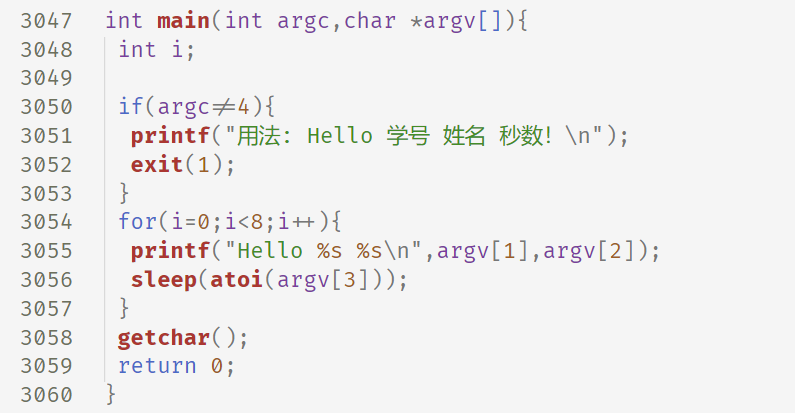 3047 int main(int argc,char *argv[]){
3048 int i;
3049
3050 if(argc!=4){
3051 printf("用法: Hello 学号 姓名 秒数! \n");
3052 exit(1);
3053 }
3054 for(i=0;i<8;i++){
3055 printf("Hello %s %s\n",argv[1],argv[2]);
3056 sleep(atoi(argv[3]));
3057 }
3058 getchar();
3059 return 0;
3060 }